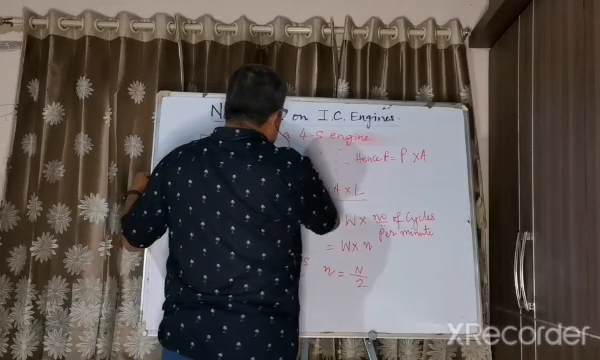 on I.C. Engines.
4-S engine
Hence F = P x A
A x L
W x no of Cycles
per minute
= W x n
n = N
2
XRecorder